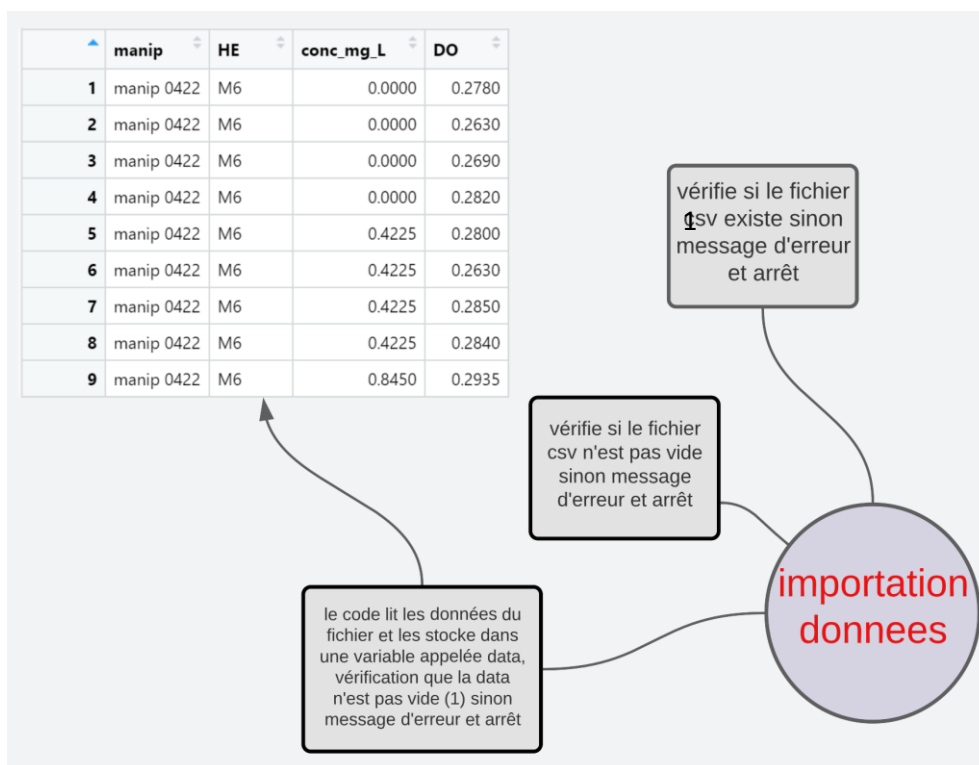 manip HE conc_mg_L DO
1 manip 0422 M6 0.0000 0.2780
2 manip 0422 M6 0.0000 0.2630
3 manip 0422 M6 0.0000 0.2690
4 manip 0422 M6 0.0000 0.2820
5 manip 0422 M6 0.4225 0.2800
6 manip 0422 M6 0.4225 0.2630
7 manip 0422 M6 0.4225 0.2850
8 manip 0422 M6 0.4225 0.2840
9 manip 0422 M6 0.8450 0.2935
vérifie si le fichier
csv existe sinon
message d'erreur
et arrêt
1
vérifie si le fichier
csv n'est pas vide
sinon message
d'erreur et arrêt
importation
donnees
le code lit les données du
fichier et les stocke dans
une variable appelée data,
vérification que la data
n'est pas vide (1) sinon
message d'erreur et arrêt